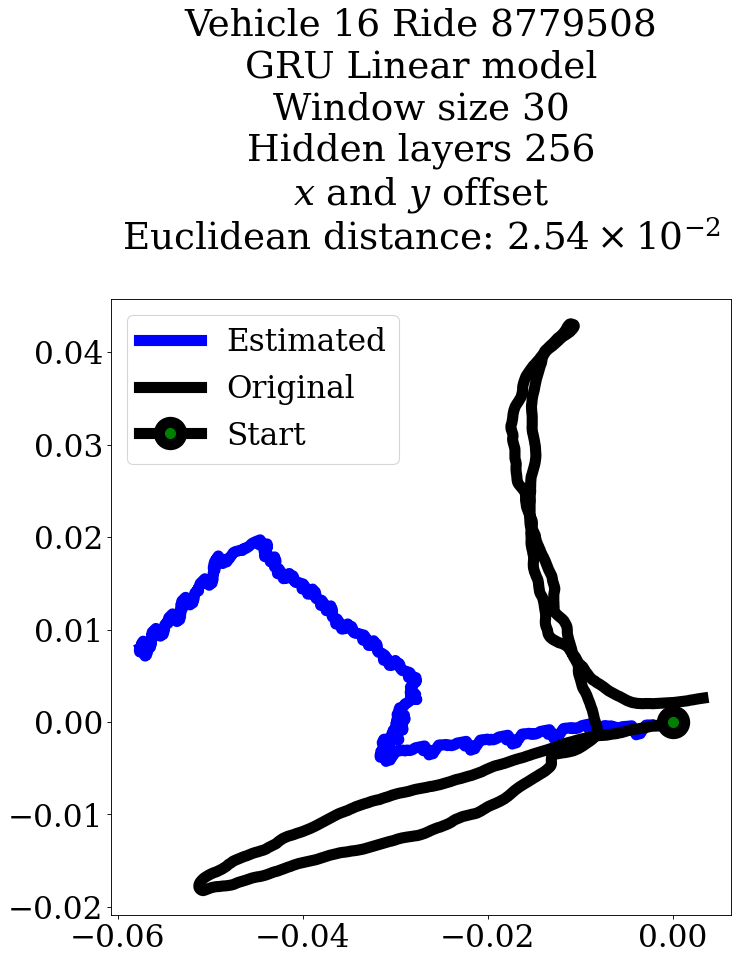 Vehicle 16 Ride 8779508
GRU Linear model
Window size 30
Hidden layers 256
x and y offset
Euclidean distance: 2.54 × 10⁻²
Estimated
Original
Start
0.04
0.03
0.02
0.01
0.00
−0.01
−0.02
−0.06 −0.04 −0.02 0.00